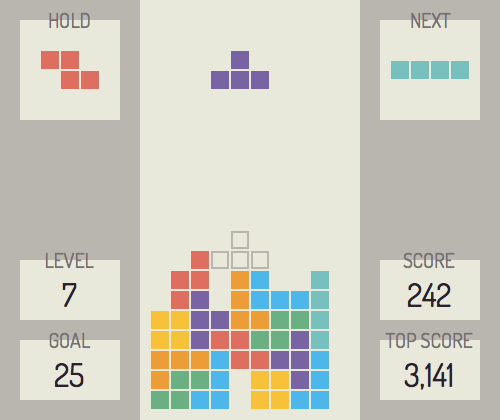 HOLD
LEVEL
7
GOAL
25
NEXT
SCORE
242
TOP SCORE
3,141